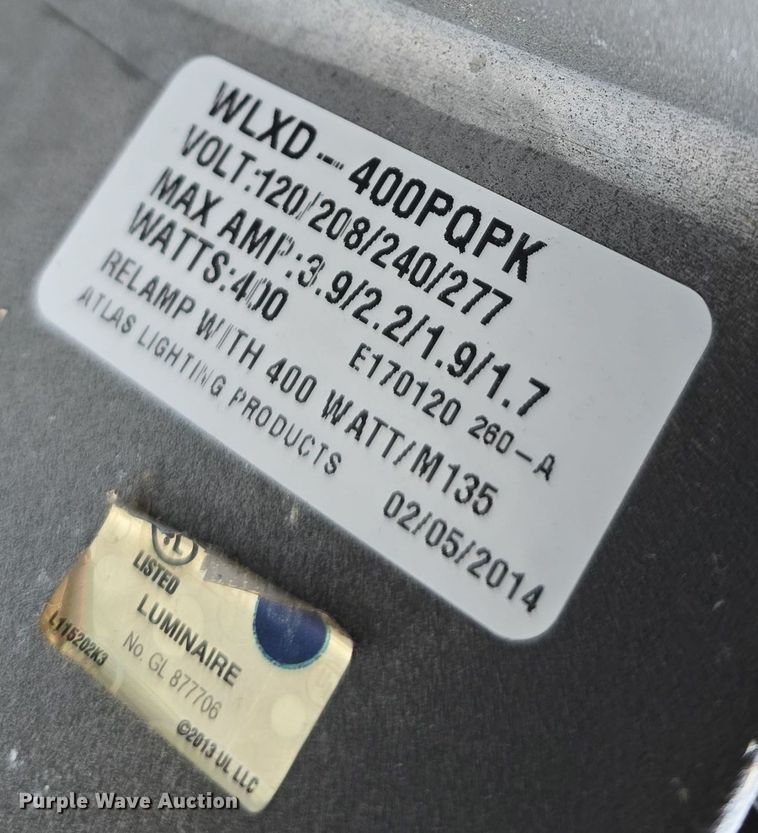 WLXD-400PQPK
VOLT:120/208/240/277
MAX AMP:3.9/2.2/1.9/1.7
WATTS:400
E170120 260-A
RELAMP WITH 400 WATT/M135
ATLAS LIGHTING PRODUCTS
02/05/2014
UL
LISTED
LUMINAIRE
No. GL 877706
L115202K3
©2013 UL LLC
Purple Wave Auction